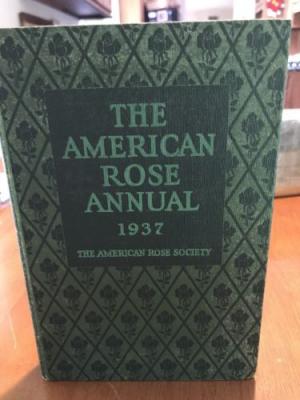 THE
AMERICAN
ROSE
ANNUAL
1937
THE AMERICAN ROSE SOCIETY